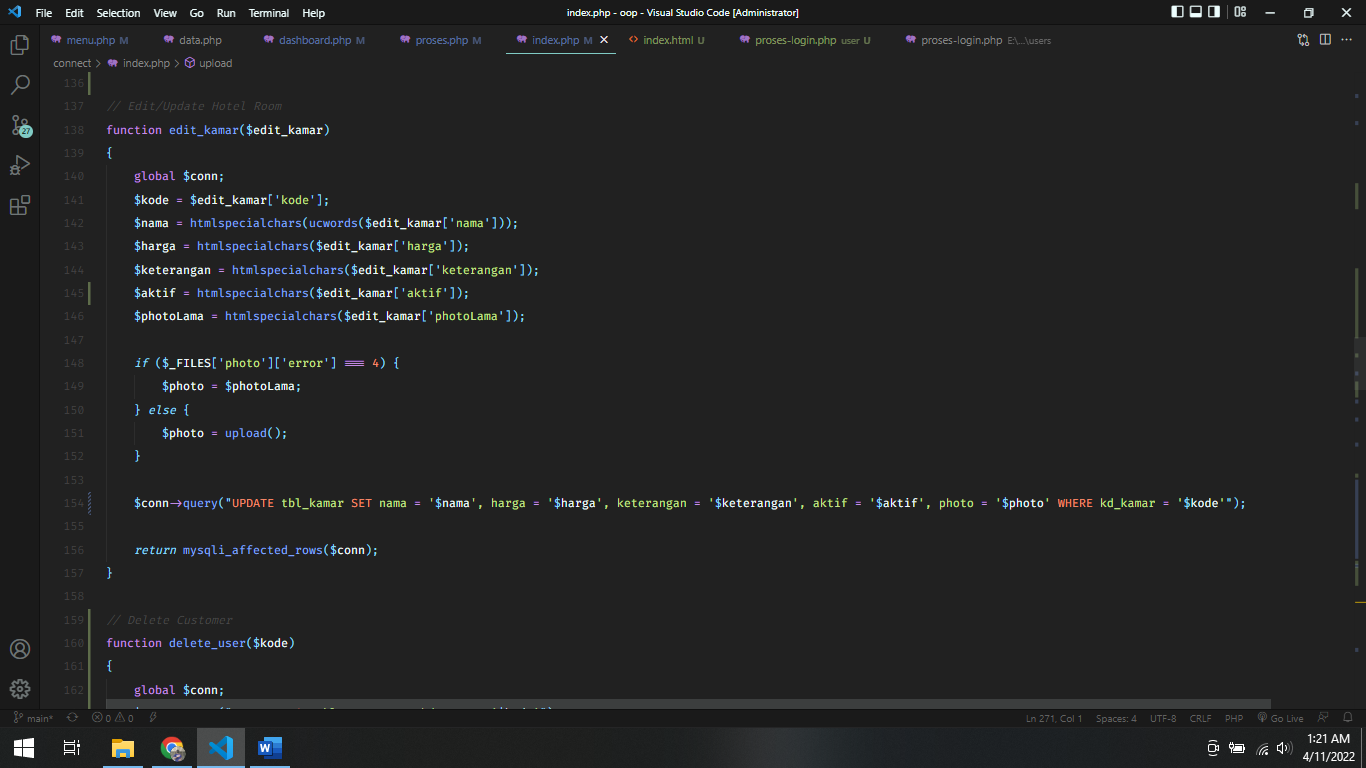 File Edit Selection View Go Run Terminal Help index.php - oop - Visual Studio Code [Administrator]
menu.php M data.php dashboard.php M proses.php M index.php M index.html U proses-login.php user U proses-login.php E:\...\users
connect > index.php > upload
136
137 // Edit/Update Hotel Room
138 function edit_kamar($edit_kamar)
139 {
140 global $conn;
141 $kode = $edit_kamar['kode'];
142 $nama = htmlspecialchars(ucwords($edit_kamar['nama']));
143 $harga = htmlspecialchars($edit_kamar['harga']);
144 $keterangan = htmlspecialchars($edit_kamar['keterangan']);
145 $aktif = htmlspecialchars($edit_kamar['aktif']);
146 $photoLama = htmlspecialchars($edit_kamar['photoLama']);
147
148 if ($_FILES['photo']['error'] === 4) {
149 $photo = $photoLama;
150 } else {
151 $photo = upload();
152 }
153
154 $conn->query("UPDATE tbl_kamar SET nama = '$nama', harga = '$harga', keterangan = '$keterangan', aktif = '$aktif', photo = '$photo' WHERE kd_kamar = '$kode'");
155
156 return mysqli_affected_rows($conn);
157 }
158
159 // Delete Customer
160 function delete_user($kode)
161 {
162 global $conn;
27
main* 0 0 Ln 271, Col 1 Spaces: 4 UTF-8 CRLF PHP Go Live
1:21 AM
4/11/2022